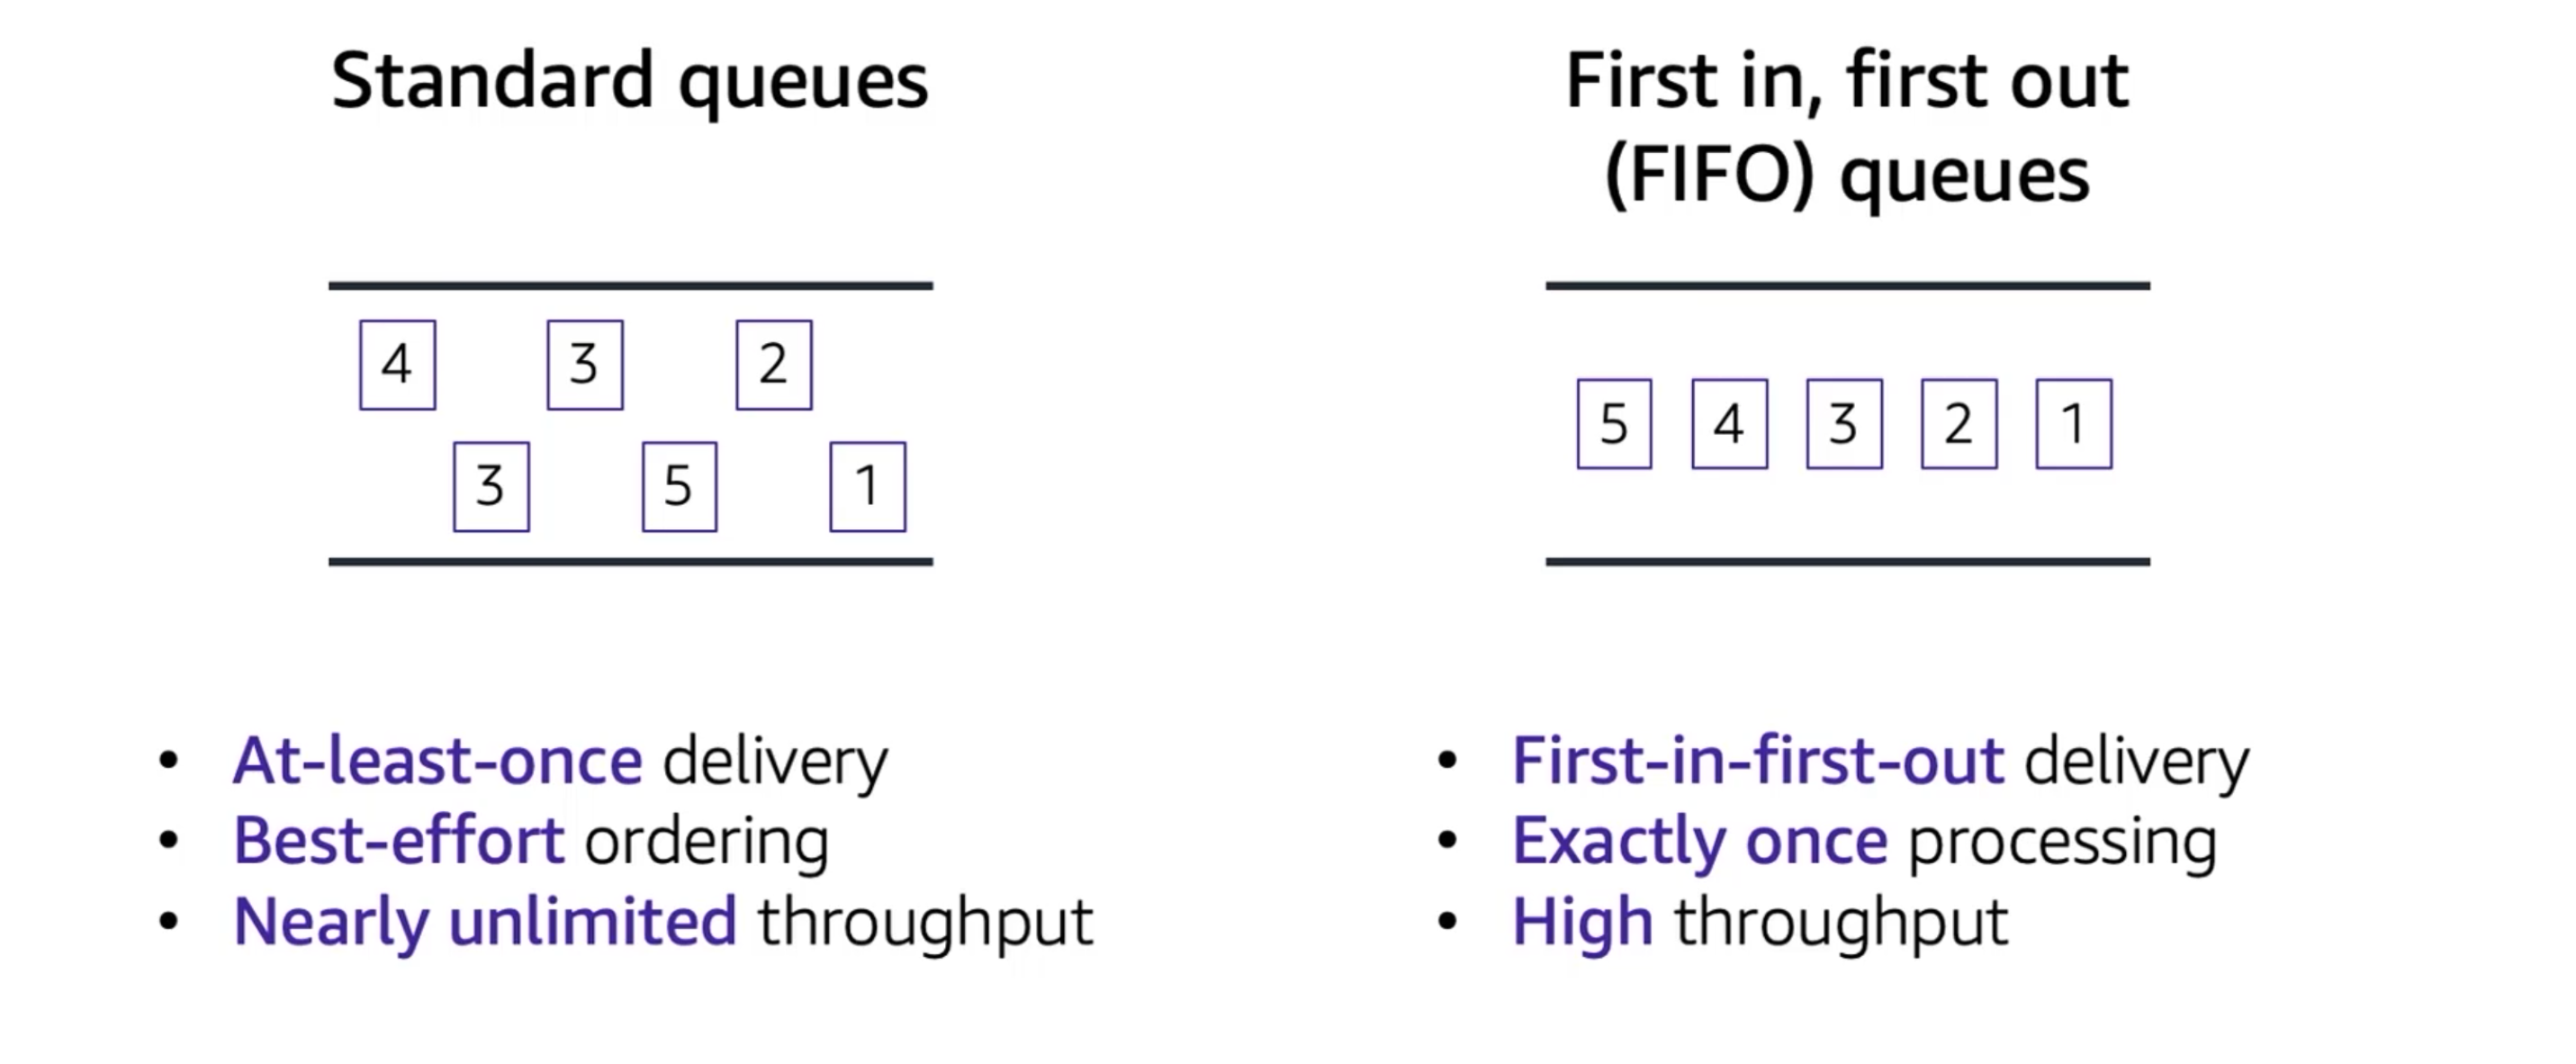 Standard queues
4 3 2
3 5 1
• At-least-once delivery
• Best-effort ordering
• Nearly unlimited throughput
First in, first out
(FIFO) queues
5 4 3 2 1
• First-in-first-out delivery
• Exactly once processing
• High throughput